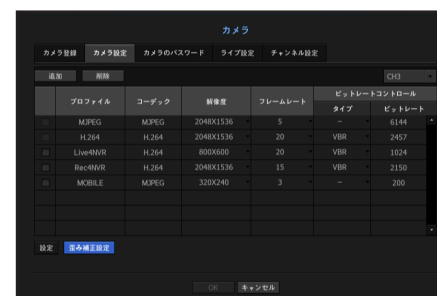 カメラ
カメラ登録 カメラ設定 カメラのパスワード ライブ設定 チャンネル設定
追加 削除 CH3
プロファイル コーデック 解像度 フレームレート ビットレートコントロール
タイプ ビットレート
MJPEG MJPEG 2048X1536 5 – 6144
H.264 H.264 2048X1536 20 VBR 2457
Live4NVR H.264 800X600 20 VBR 1024
Rec4NVR H.264 2048X1536 15 VBR 2150
MOBILE MJPEG 320X240 3 – 200
設定 歪み補正設定
OK キャンセル